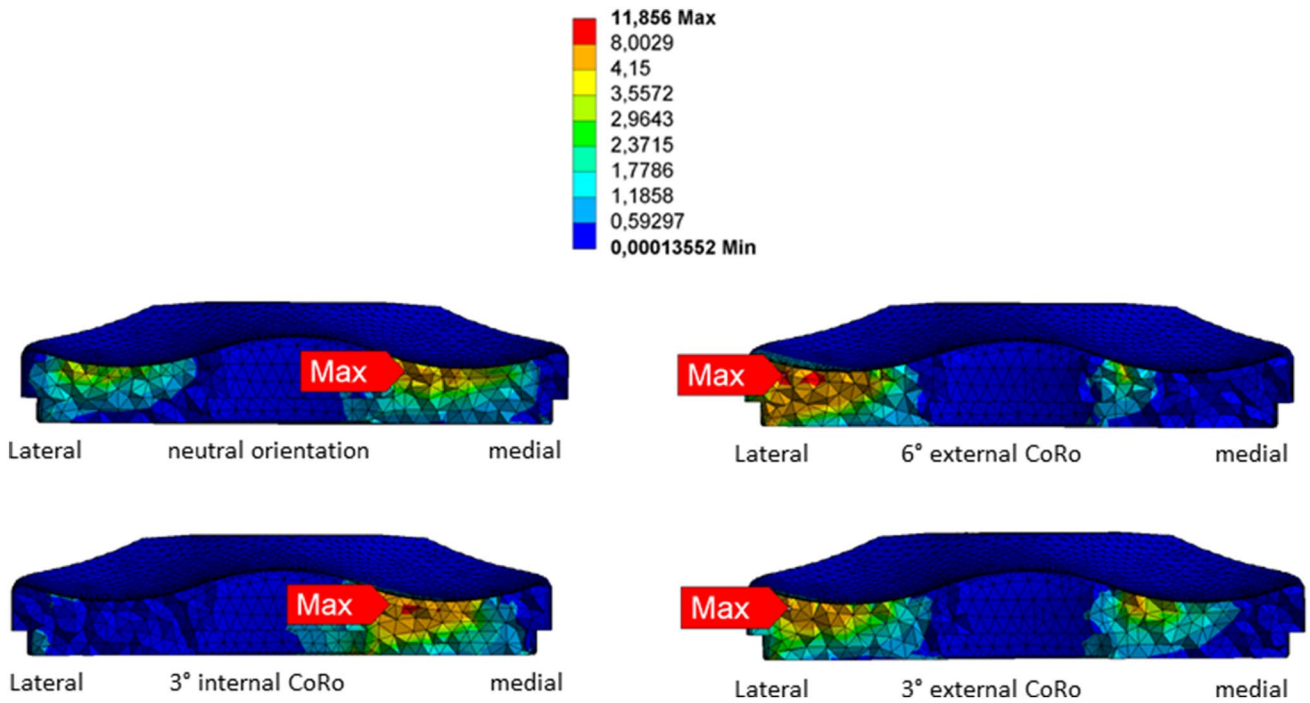 11,856 Max
8,0029
4,15
3,5572
2,9643
2,3715
1,7786
1,1858
0,59297
0,00013552 Min
Max
Max
Lateral neutral orientation medial
Lateral 6° external CoRo medial
Max
Max
Lateral 3° internal CoRo medial
Lateral 3° external CoRo medial